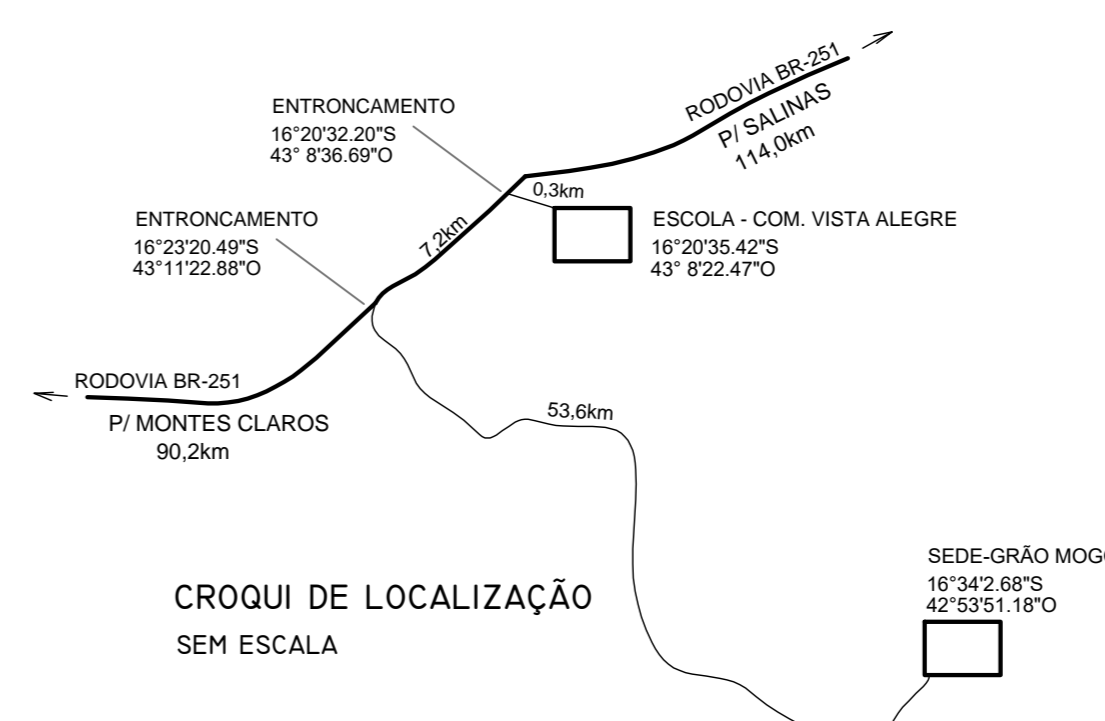 RODOVIA BR-251
P/ SALINAS
114,0km
ENTRONCAMENTO
16°20'32.20"S
43° 8'36.69"O
0,3km
ESCOLA - COM. VISTA ALEGRE
16°20'35.42"S
43° 8'22.47"O
ENTRONCAMENTO
16°23'20.49"S
43°11'22.88"O
7,2km
RODOVIA BR-251
P/ MONTES CLAROS
90,2km
53,6km
SEDE-GRÃO MOG
16°34'2.68"S
42°53'51.18"O
CROQUI DE LOCALIZAÇÃO
SEM ESCALA